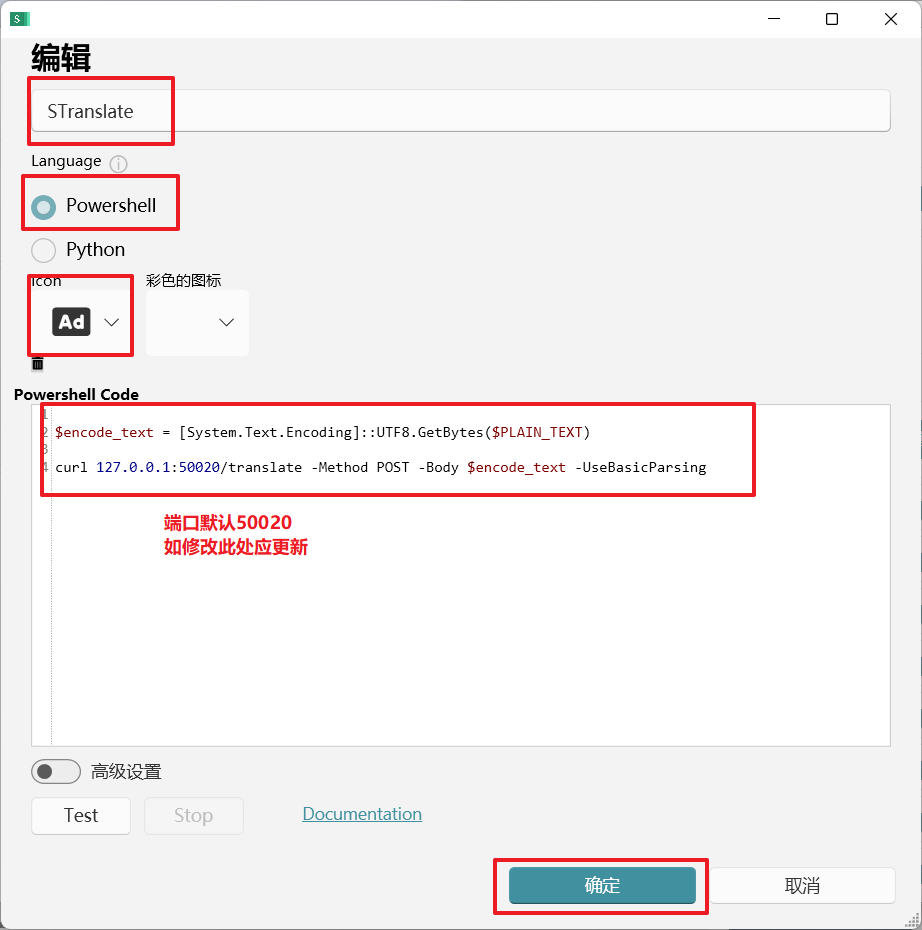 S
编辑
STranslate
Language
Powershell
Python
Icon 彩色的图标
Ad
Powershell Code
1
2 $encode_text = [System.Text.Encoding]::UTF8.GetBytes($PLAIN_TEXT)
3
4 curl 127.0.0.1:50020/translate -Method POST -Body $encode_text -UseBasicParsing
端口默认50020
如修改此处应更新
高级设置
Test Stop Documentation
确定 取消